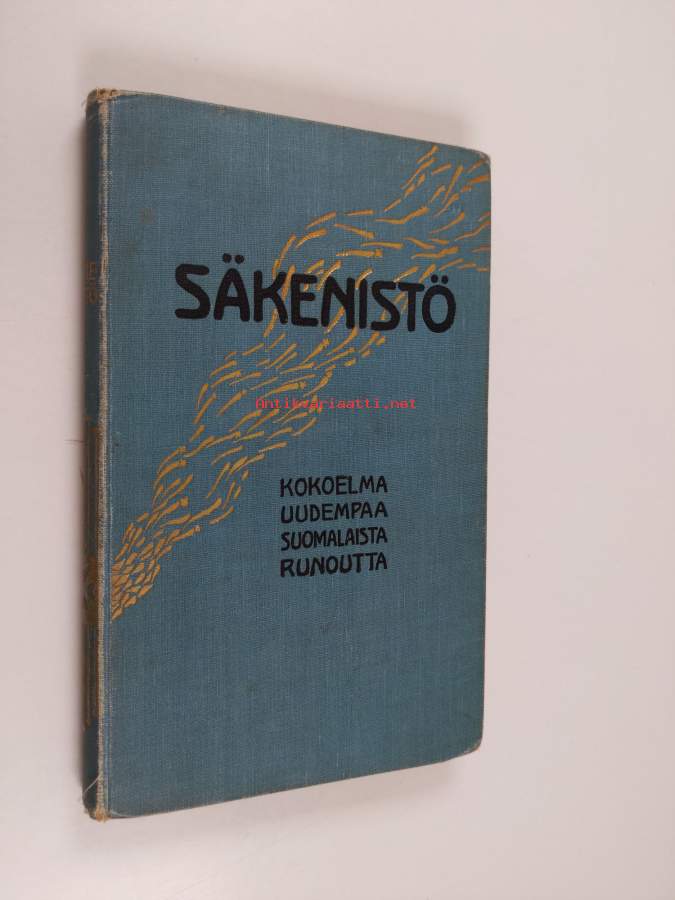 SÄKENISTÖ
Antikvariaatti.net
KOKOELMA
UUDEMPAA
SUOMALAISTA
RUNOUTTA